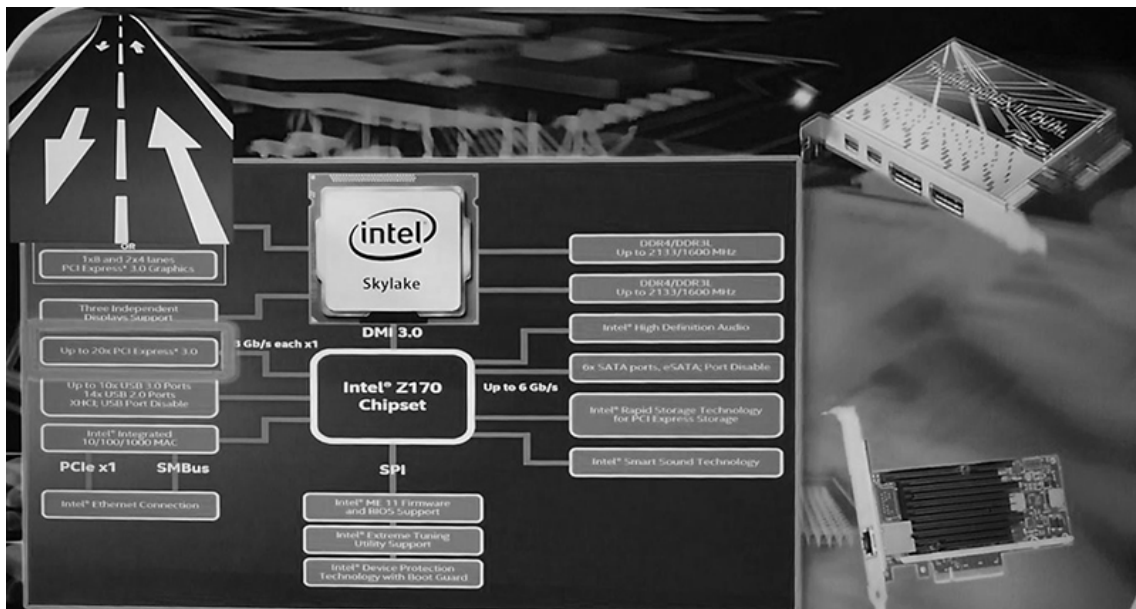 OR
1x8 and 2x4 lanes
PCI Express* 3.0 Graphics
Three Independent
Displays Support
Up to 20x PCI Express* 3.0
Gb/s each x1
Up to 10x USB 3.0 Ports
14x USB 2.0 Ports
XHCI; USB Port Disable
Intel® Integrated
10/100/1000 MAC
PCIe x1
SMBus
Intel® Ethernet Connection
intel
Skylake
DMI 3.0
Intel® Z170
Chipset
SPI
Intel® ME 11 Firmware
and BIOS Support
Intel® Extreme Tuning
Utility Support
Intel® Device Protection
Technology with Boot Guard
Up to 6 Gb/s
DDR4/DDR3L
Up to 2133/1600 MHz
DDR4/DDR3L
Up to 2133/1600 MHz
Intel® High Definition Audio
6x SATA ports, eSATA; Port Disable
Intel® Rapid Storage Technology
for PCI Express Storage
Intel® Smart Sound Technology